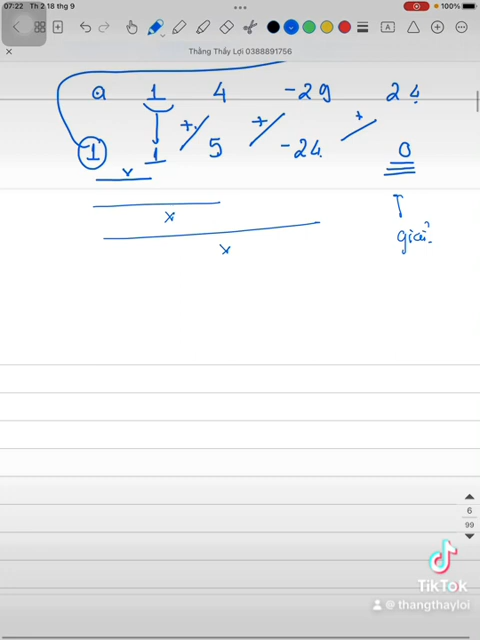 07:22 Th 2 18 thg 9
100%
Thắng Thầy Lợi 0388891756
a 1 4 -29 24
+ + +
1 1 5 -24 0
x
x
x
giải
6
99
TikTok
@thangthayloi